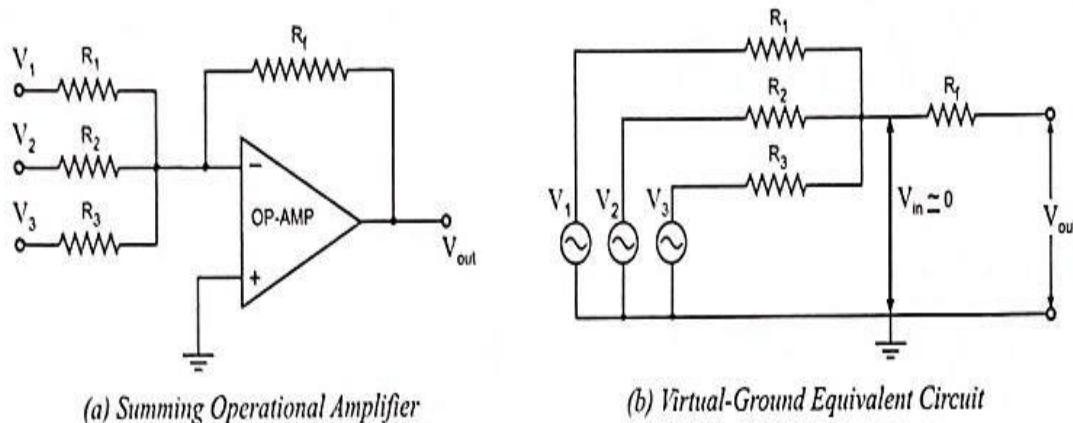 V1
R1
Rf
V2
R2
V3
R3
−
OP-AMP
+
Vout
(a) Summing Operational Amplifier
R1
R2
Rf
R3
V1
V2
V3
Vin ≃ 0
Vou
(b) Virtual-Ground Equivalent Circuit